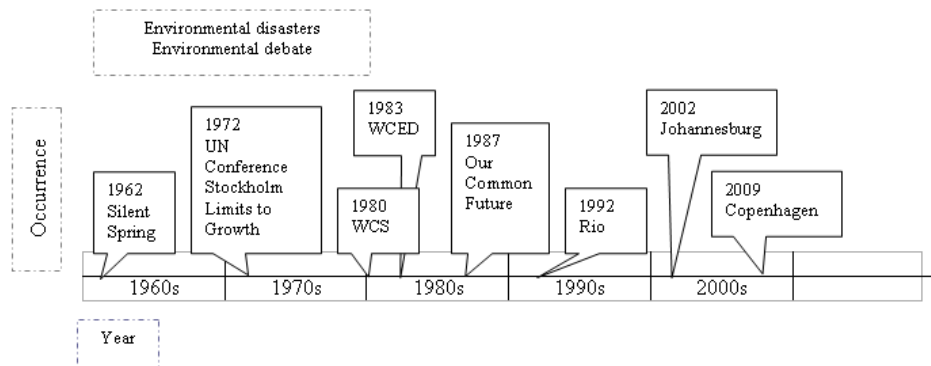 Environmental disasters
Environmental debate
Occurrence
1962
Silent
Spring
1972
UN
Conference
Stockholm
Limits to
Growth
1980
WCS
1983
WCED
1987
Our
Common
Future
1992
Rio
2002
Johannesburg
2009
Copenhagen
1960s
1970s
1980s
1990s
2000s
Year